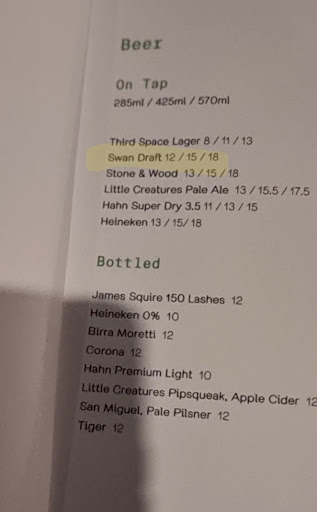 Beer
On Tap
285ml / 425ml / 570ml
Third Space Lager 8 / 11 / 13
Swan Draft 12 / 15 / 18
Stone & Wood 13 / 15 / 18
Little Creatures Pale Ale 13 / 15.5 / 17.5
Hahn Super Dry 3.5 11 / 13 / 15
Heineken 13 / 15/ 18
Bottled
James Squire 150 Lashes 12
Heineken 0% 10
Birra Moretti 12
Corona 12
Hahn Premium Light 10
Little Creatures Pipsqueak, Apple Cider 12
San Miguel, Pale Pilsner 12
Tiger 12